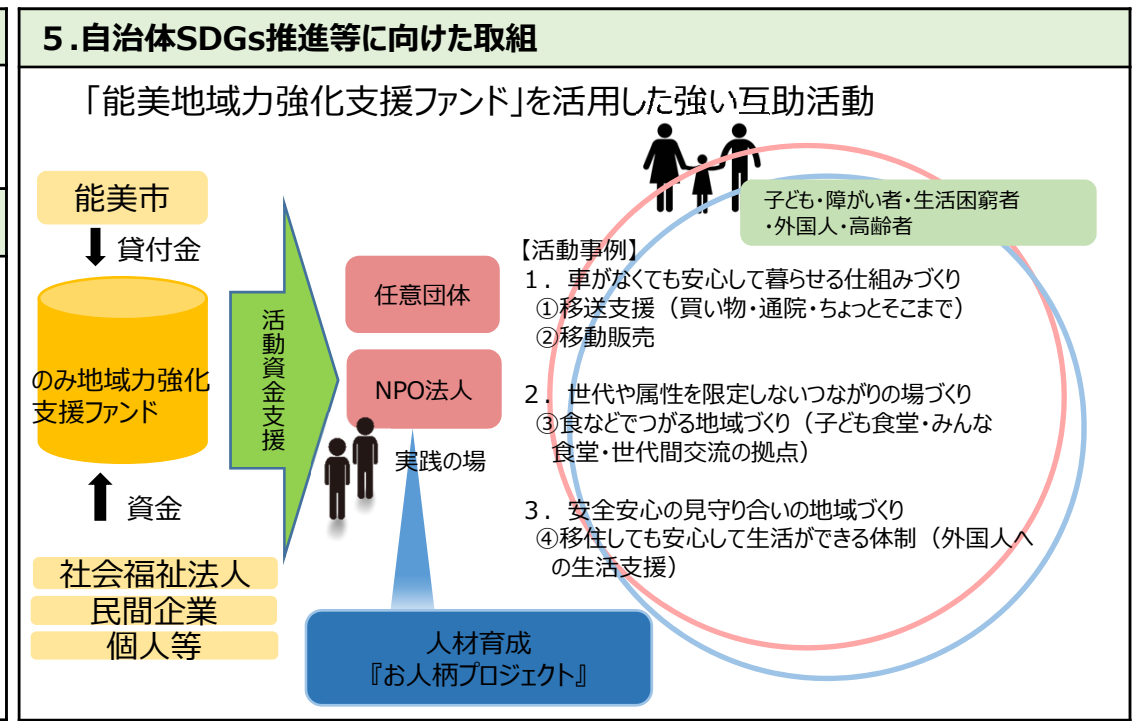 ５.自治体SDGs推進等に向けた取組
「能美地域力強化支援ファンド」を活用した強い互助活動
能美市
貸付金
のみ地域力強化
支援ファンド
資金
社会福祉法人
民間企業
個人等
活動資金支援
任意団体
NPO法人
実践の場
人材育成
『お人柄プロジェクト』
子ども・障がい者・生活困窮者
・外国人・高齢者
【活動事例】
１．車がなくても安心して暮らせる仕組みづくり
①移送支援（買い物・通院・ちょっとそこまで）
②移動販売
２．世代や属性を限定しないつながりの場づくり
③食などでつがる地域づくり（子ども食堂・みんな
食堂・世代間交流の拠点）
３．安全安心の見守り合いの地域づくり
④移住しても安心して生活ができる体制（外国人へ
の生活支援）